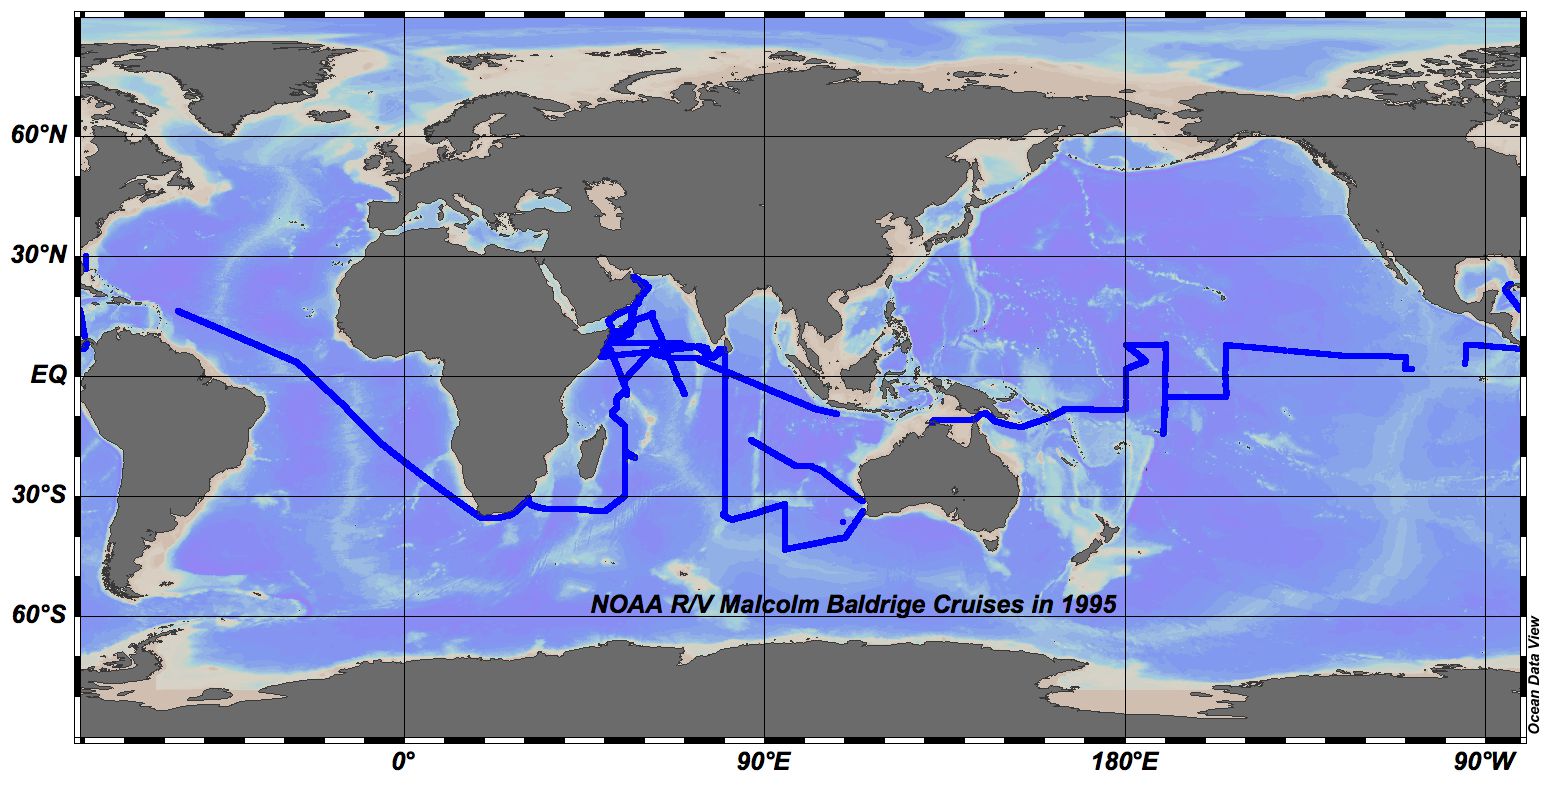 60°N
30°N
EQ
30°S
NOAA R/V Malcolm Baldrige Cruises in 1995
60°S
Ocean Data View
0°
90°E
180°E
90°W